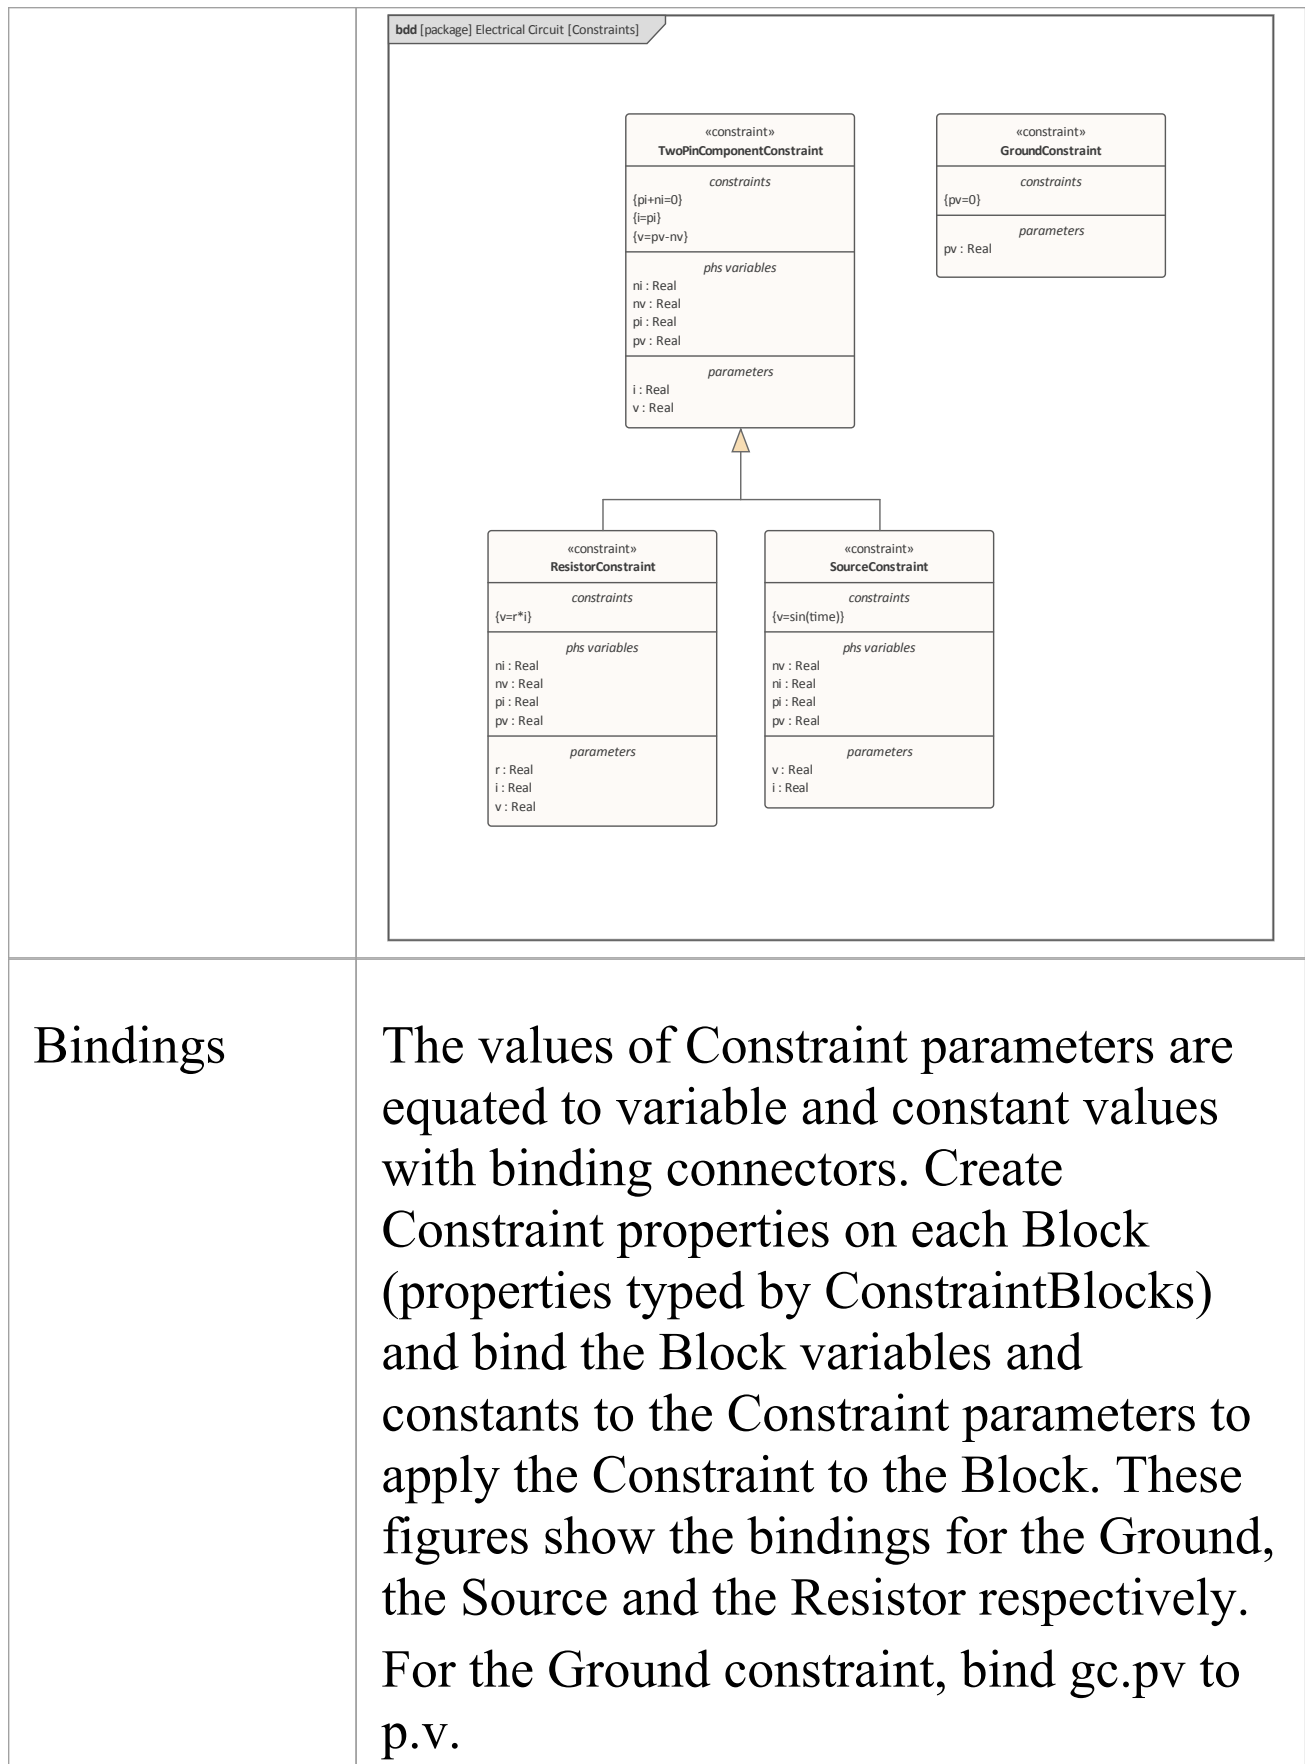 bdd [package] Electrical Circuit [Constraints]
«constraint»
TwoPinComponentConstraint
constraints
{pi+ni=0}
{i=pi}
{v=pv-nv}
phs variables
ni : Real
nv : Real
pi : Real
pv : Real
parameters
i : Real
v : Real
«constraint»
GroundConstraint
constraints
{pv=0}
parameters
pv : Real
«constraint»
ResistorConstraint
constraints
{v=r*i}
phs variables
ni : Real
nv : Real
pi : Real
pv : Real
parameters
r : Real
i : Real
v : Real
«constraint»
SourceConstraint
constraints
{v=sin(time)}
phs variables
nv : Real
ni : Real
pi : Real
pv : Real
parameters
v : Real
i : Real
Bindings
The values of Constraint parameters are
equated to variable and constant values
with binding connectors. Create
Constraint properties on each Block
(properties typed by ConstraintBlocks)
and bind the Block variables and
constants to the Constraint parameters to
apply the Constraint to the Block. These
figures show the bindings for the Ground,
the Source and the Resistor respectively.
For the Ground constraint, bind gc.pv to
p.v.